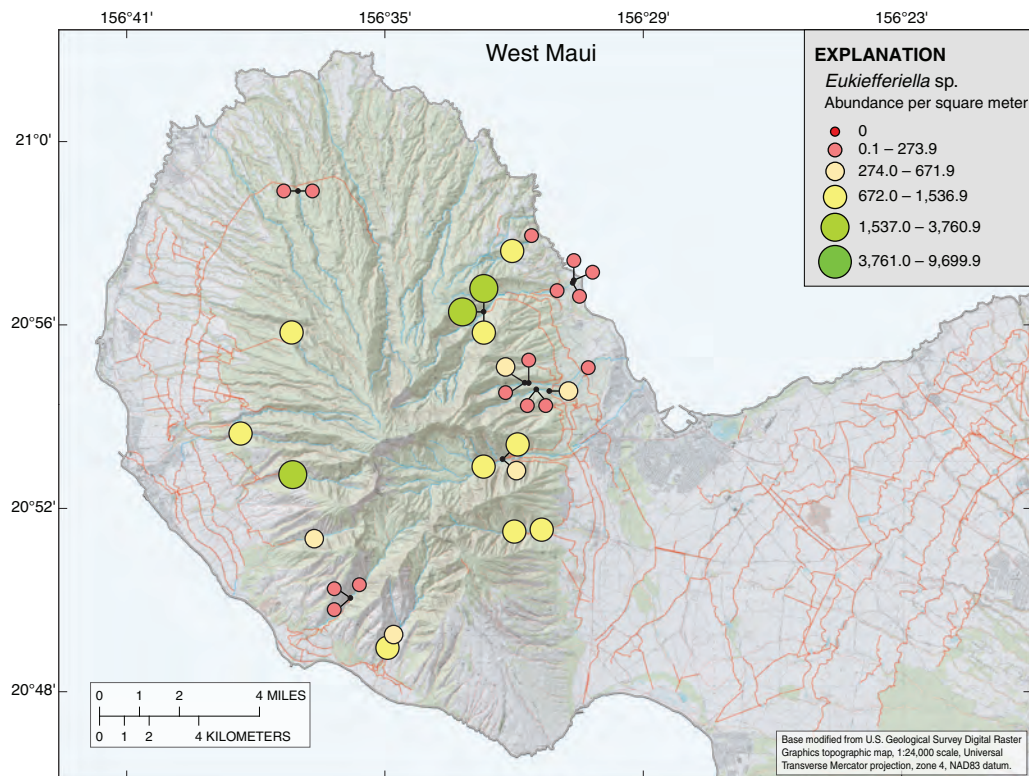 156°41'
156°35'
156°29'
156°23'
West Maui
EXPLANATION
Eukiefferiella sp.
Abundance per square meter
0
0.1 – 273.9
274.0 – 671.9
672.0 – 1,536.9
1,537.0 – 3,760.9
3,761.0 – 9,699.9
21°0'
20°56'
20°52'
20°48'
0 1 2 4 MILES
0 1 2 4 KILOMETERS
Base modified from U.S. Geological Survey Digital Raster
Graphics topographic map, 1:24,000 scale, Universal
Transverse Mercator projection, zone 4, NAD83 datum.